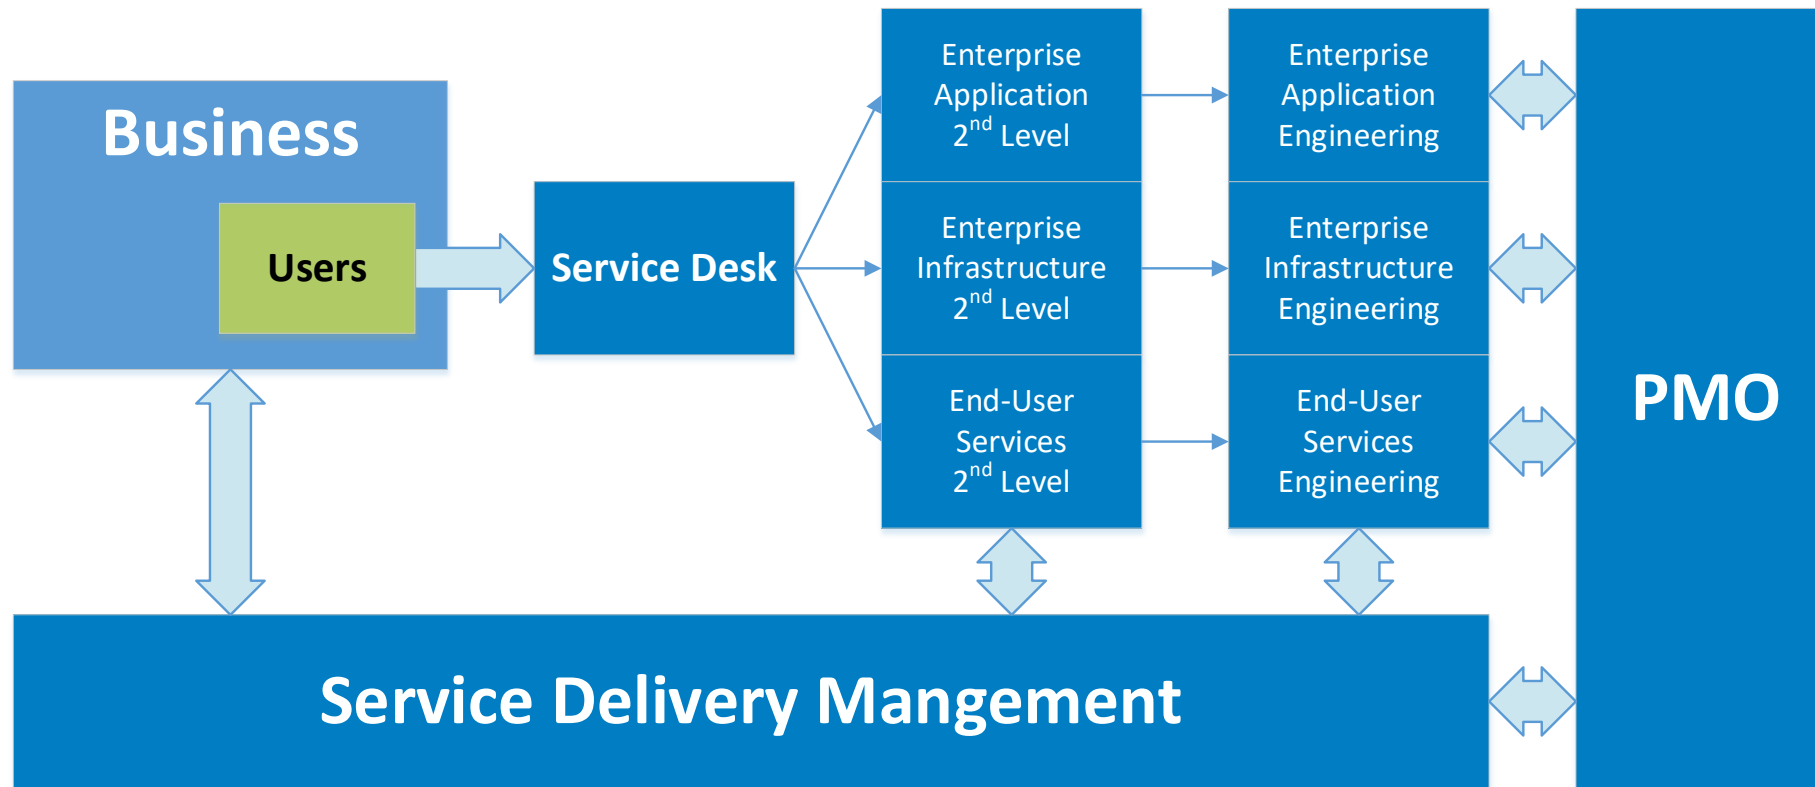 Business
Users
Service Desk
Enterprise
Application
2nd Level
Enterprise
Application
Engineering
Enterprise
Infrastructure
2nd Level
Enterprise
Infrastructure
Engineering
End-User
Services
2nd Level
End-User
Services
Engineering
PMO
Service Delivery Mangement